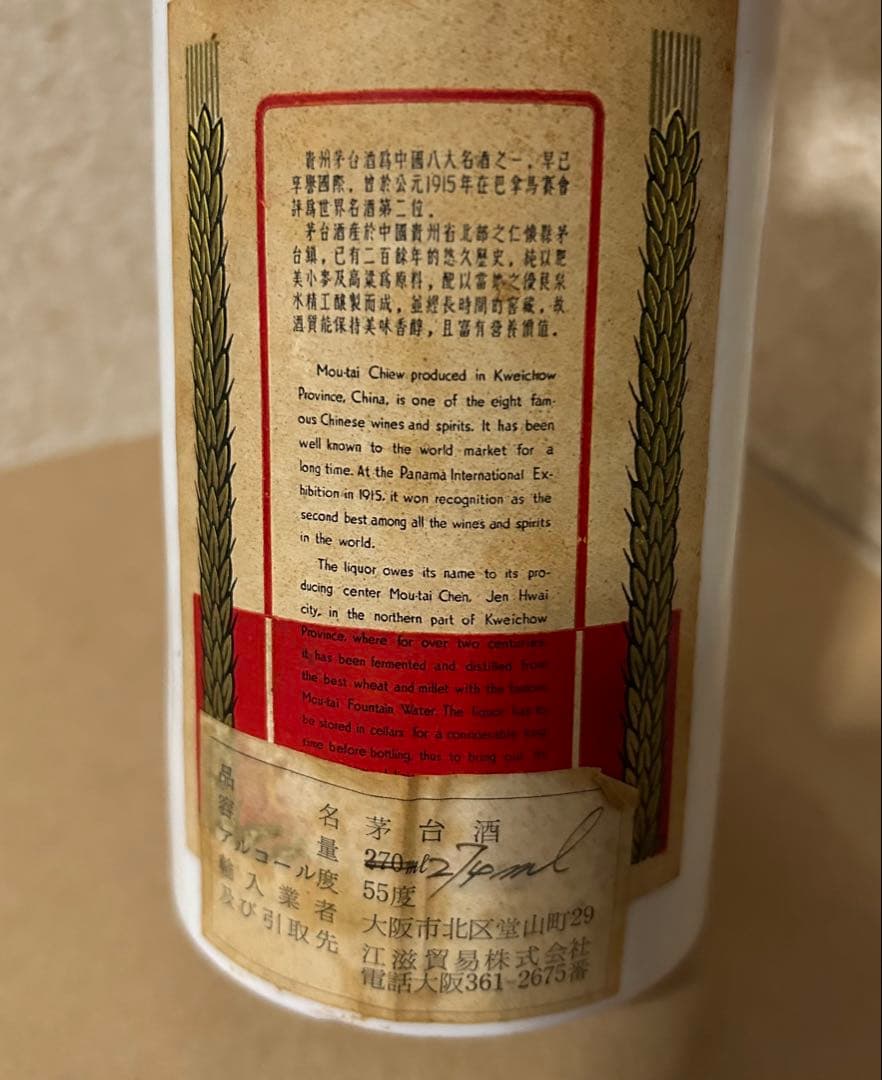 貴州茅台酒爲中國八大名酒之一，早已
享譽國際，曾於公元1915年在巴拿馬賽會
評爲世界名酒第二位。
茅台酒產於中國貴州省北部之仁懷縣茅
台鎮，已有二百餘年的悠久歷史，純以肥
美小麥及高粱爲原料，配以當地之優良泉
水精工釀製而成，並經長時間的窖藏，故
酒質能保持美味香醇，且富有營養價值。
Mou-tai Chiew produced in Kweichow
Province, China, is one of the eight fam-
ous Chinese wines and spirits. It has been
well known to the world market for a
long time. At the Panama International Ex-
hibition in 1915, it won recognition as the
second best among all the wines and spirits
in the world.
The liquor owes its name to its pro-
ducing center Mou-tai Chen, Jen Hwai
city, in the northern part of Kweichow
Province, where for over two centuries
it has been fermented and distilled from
the best wheat and millet with the famous
Mou-tai Fountain Water. The liquor has to
be stored in cellars for a considerable long
time before bottling, thus to bring out its
品名 茅台酒
容量 270ml 274ml
アルコール度 55度
輸入業者 大阪市北区堂山町29
及び引取先 江滋貿易株式会社
電話大阪361-2675番